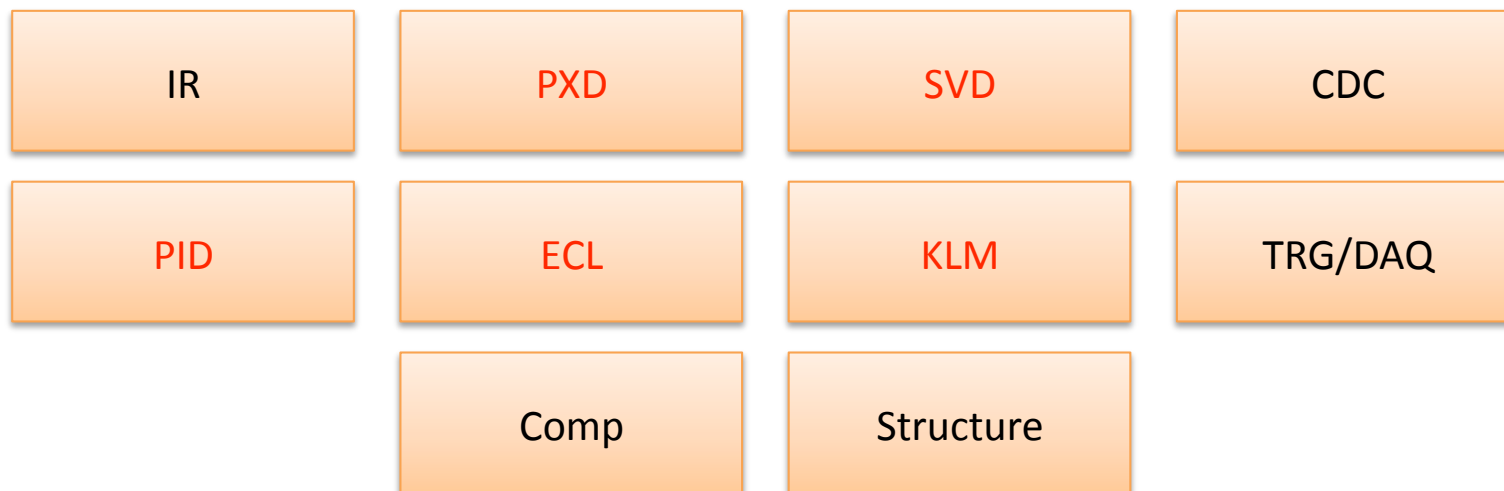 IR
PXD
SVD
CDC
PID
ECL
KLM
TRG/DAQ
Comp
Structure